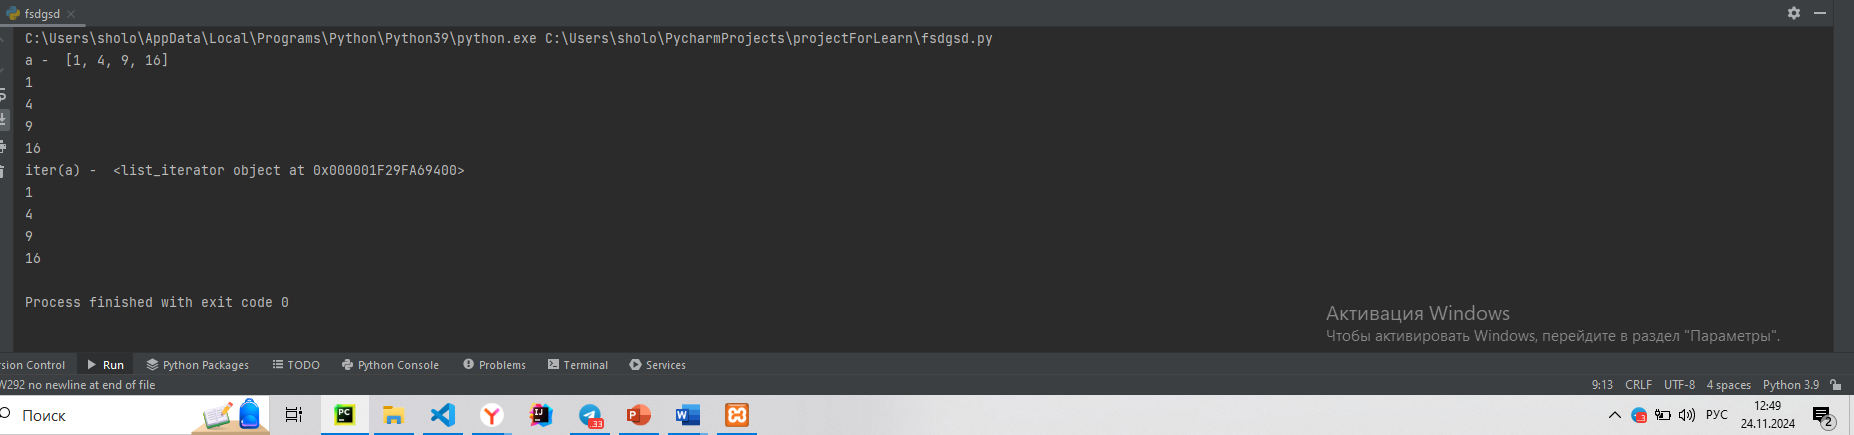 fsdgsd
C:\Users\sholo\AppData\Local\Programs\Python\Python39\python.exe C:\Users\sholo\PycharmProjects\projectForLearn\fsdgsd.py
a -  [1, 4, 9, 16]
1
4
9
16
iter(a) -  <list_iterator object at 0x000001F29FA69400>
1
4
9
16
Process finished with exit code 0
Активация Windows
Чтобы активировать Windows, перейдите в раздел "Параметры".
rsion Control Run Python Packages TODO Python Console Problems Terminal Services
W292 no newline at end of file 9:13 CRLF UTF-8 4 spaces Python 3.9
Поиск PC Y IJ .33 P W 3 РУС 12:49
24.11.2024 2